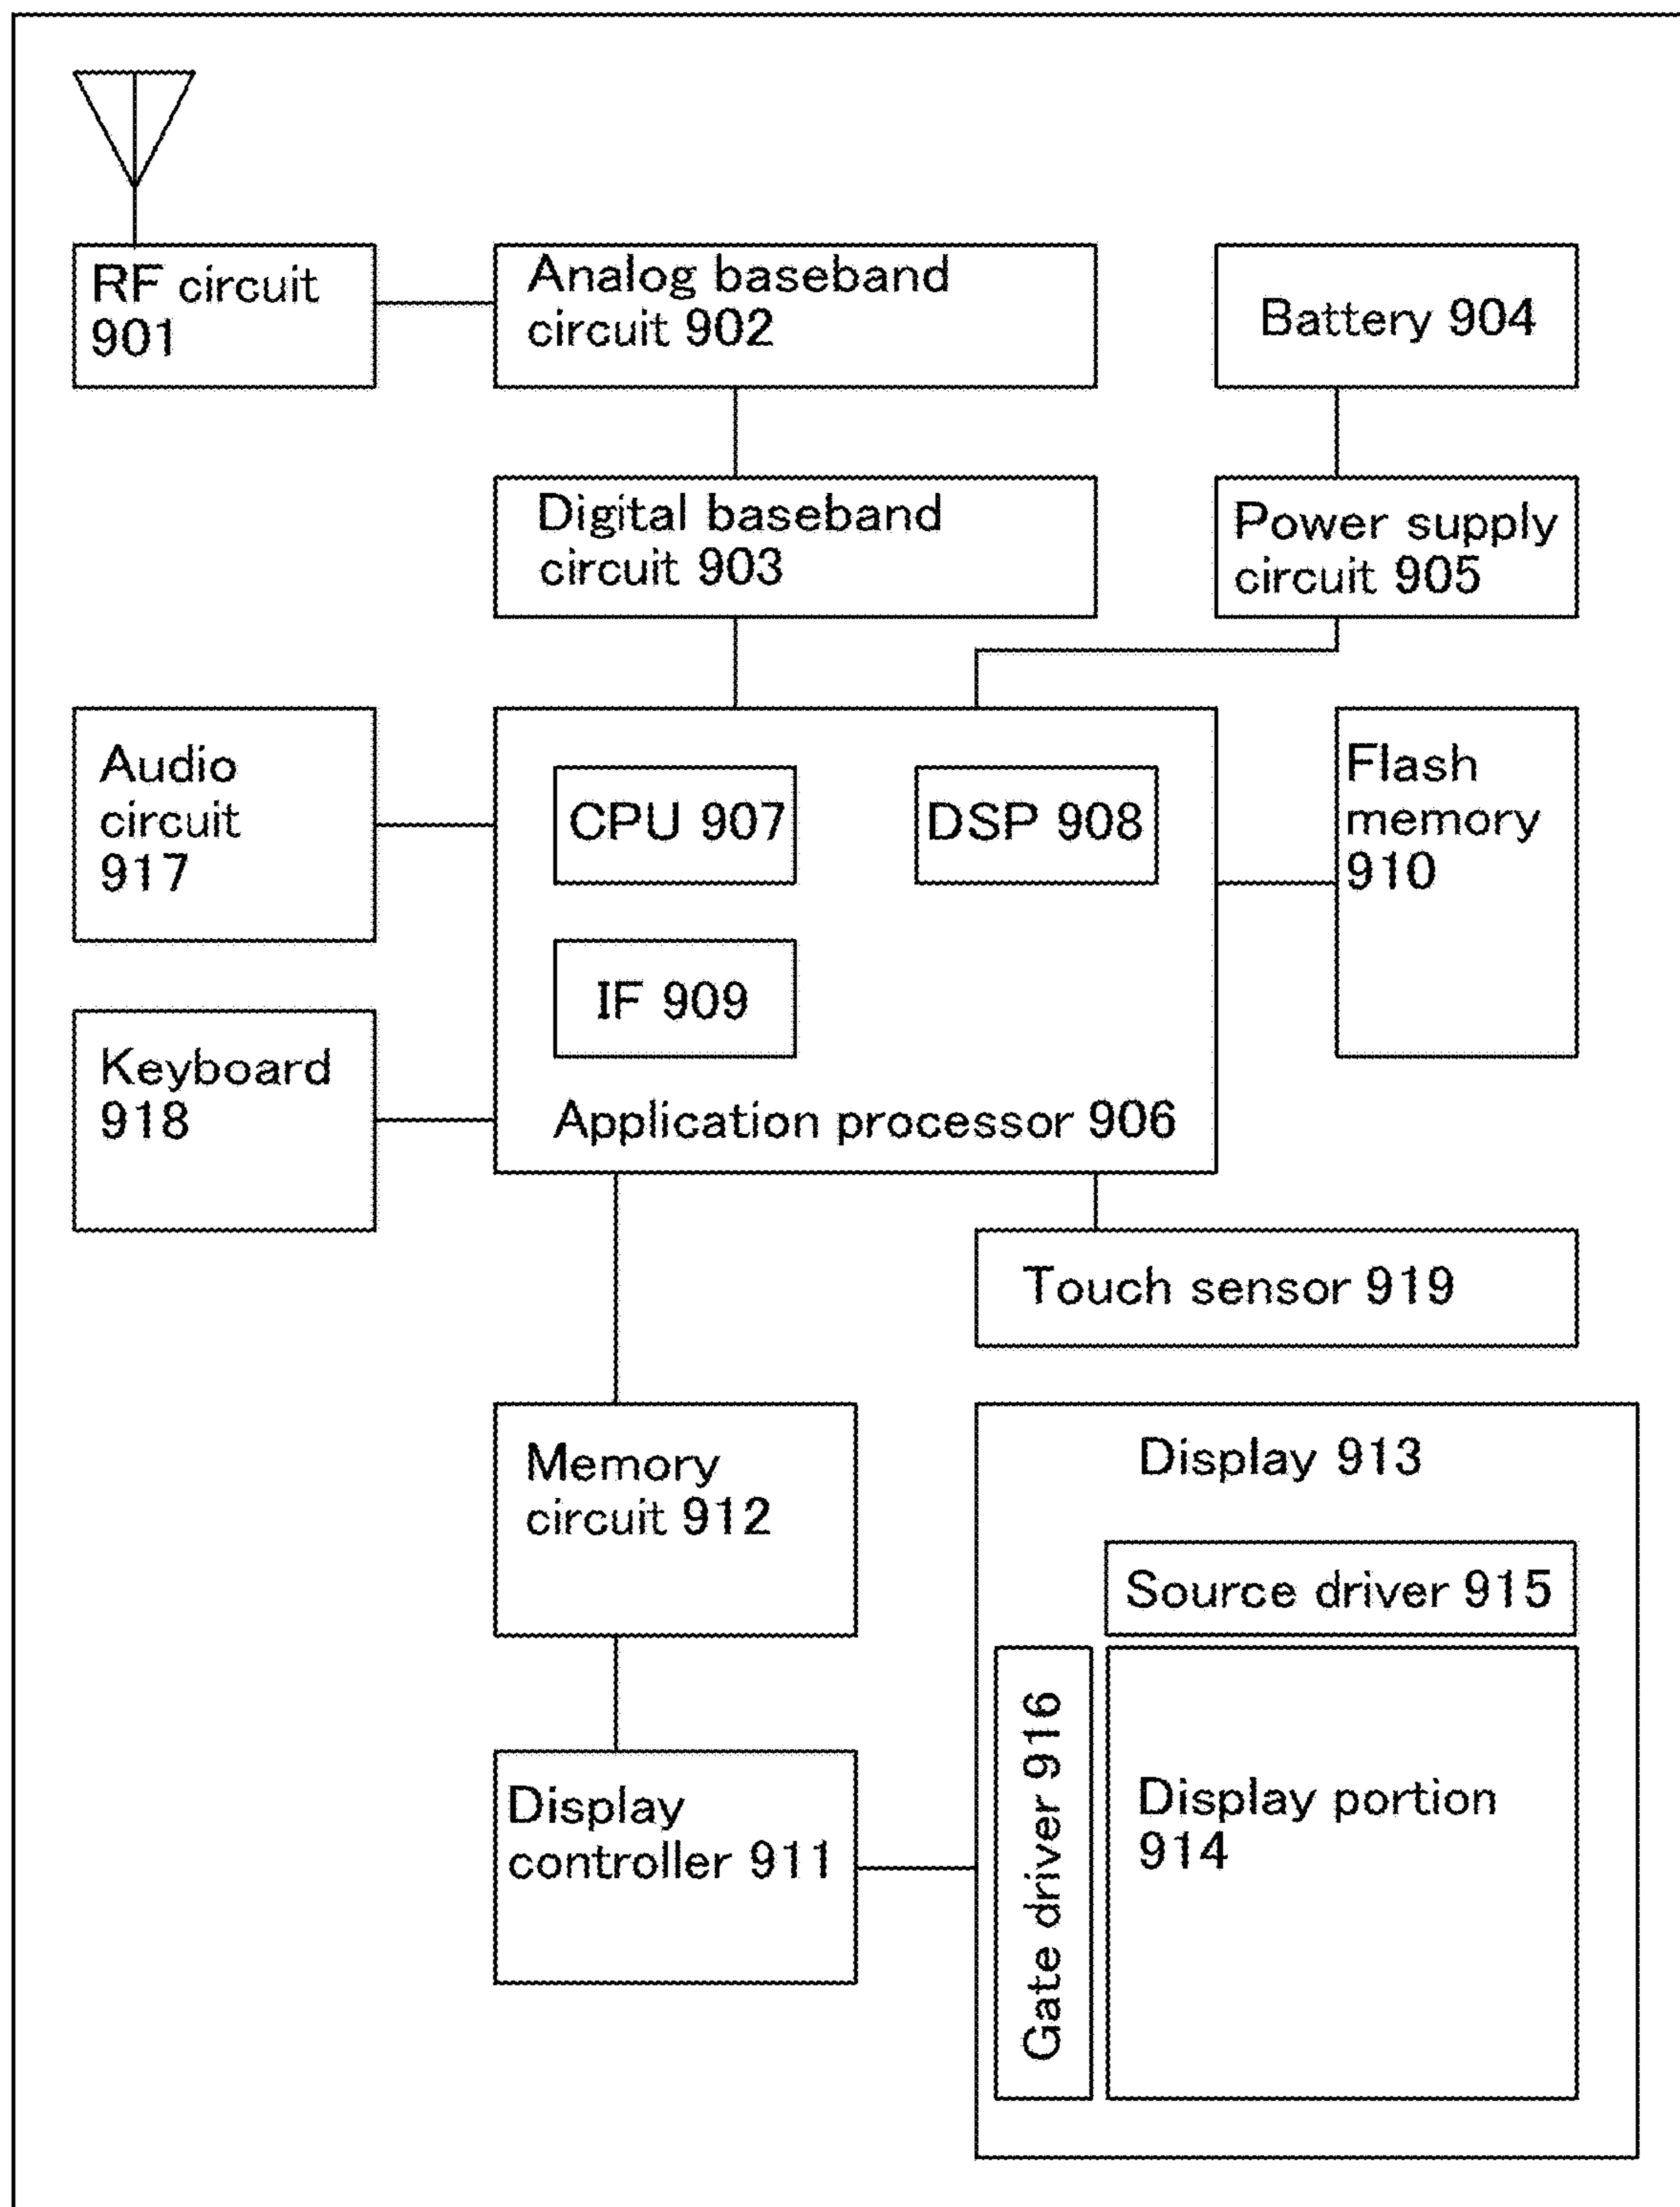 RF circuit
901
Analog baseband
circuit 902
Battery 904
Digital baseband
circuit 903
Power supply
circuit 905
Audio
circuit
917
CPU 907
DSP 908
Flash
memory
910
IF 909
Keyboard
918
Application processor 906
Touch sensor 919
Memory
circuit 912
Display 913
Source driver 915
Gate driver 916
Display portion
914
Display
controller 911